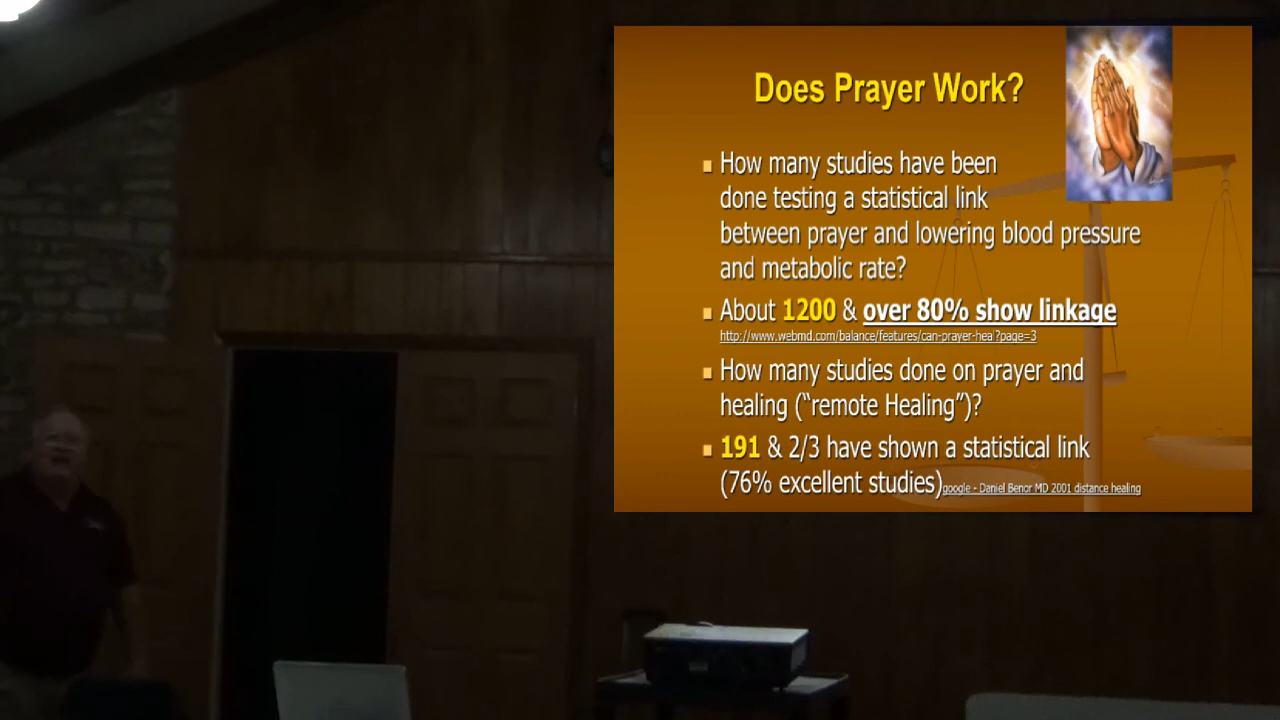 Does Prayer Work?
How many studies have been
done testing a statistical link
between prayer and lowering blood pressure
and metabolic rate?
About 1200 & over 80% show linkage
http://www.webmd.com/balance/features/can-prayer-heal?page=3
How many studies done on prayer and
healing (“remote Healing”)?
191 & 2/3 have shown a statistical link
(76% excellent studies)google - Daniel Benor MD 2001 distance healing